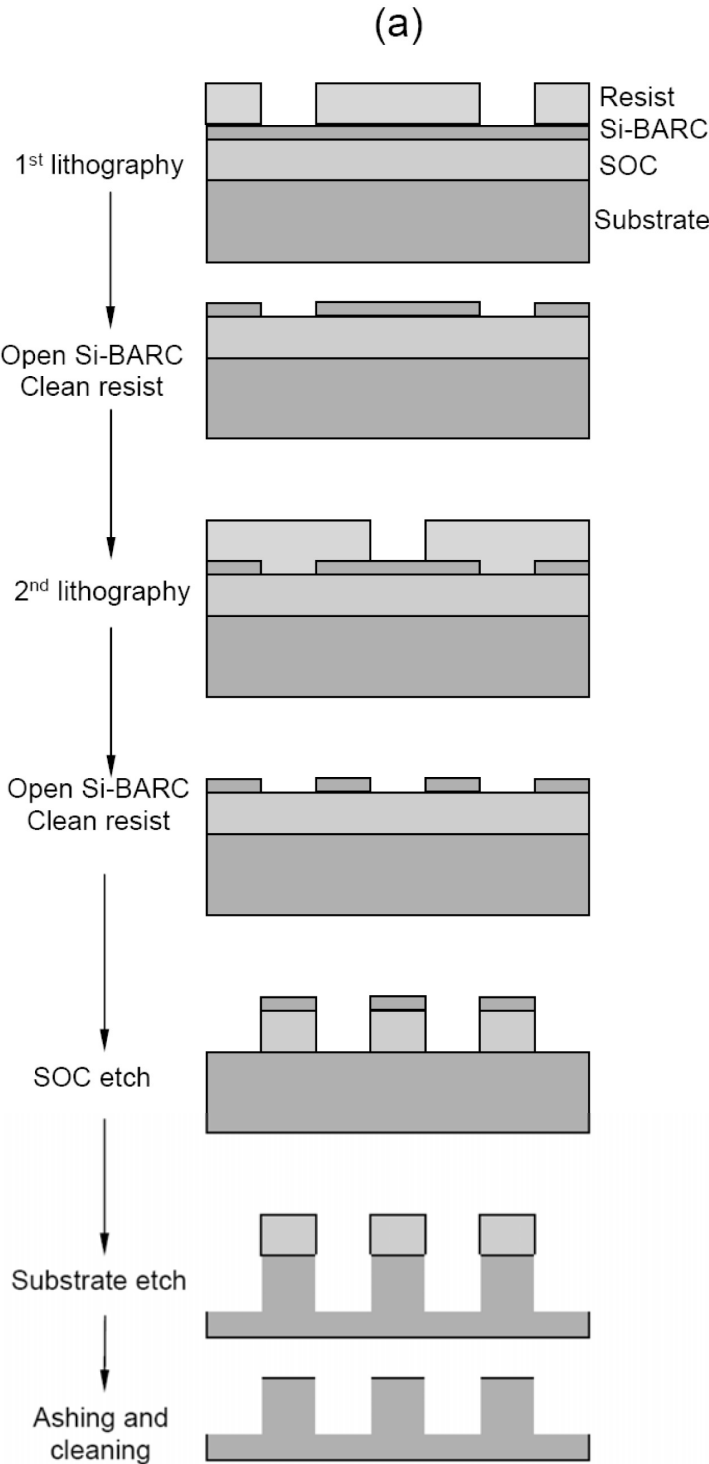 (a)
Resist
Si-BARC
1st lithography
SOC
Substrate
Open Si-BARC
Clean resist
2nd lithography
Open Si-BARC
Clean resist
SOC etch
Substrate etch
Ashing and
cleaning